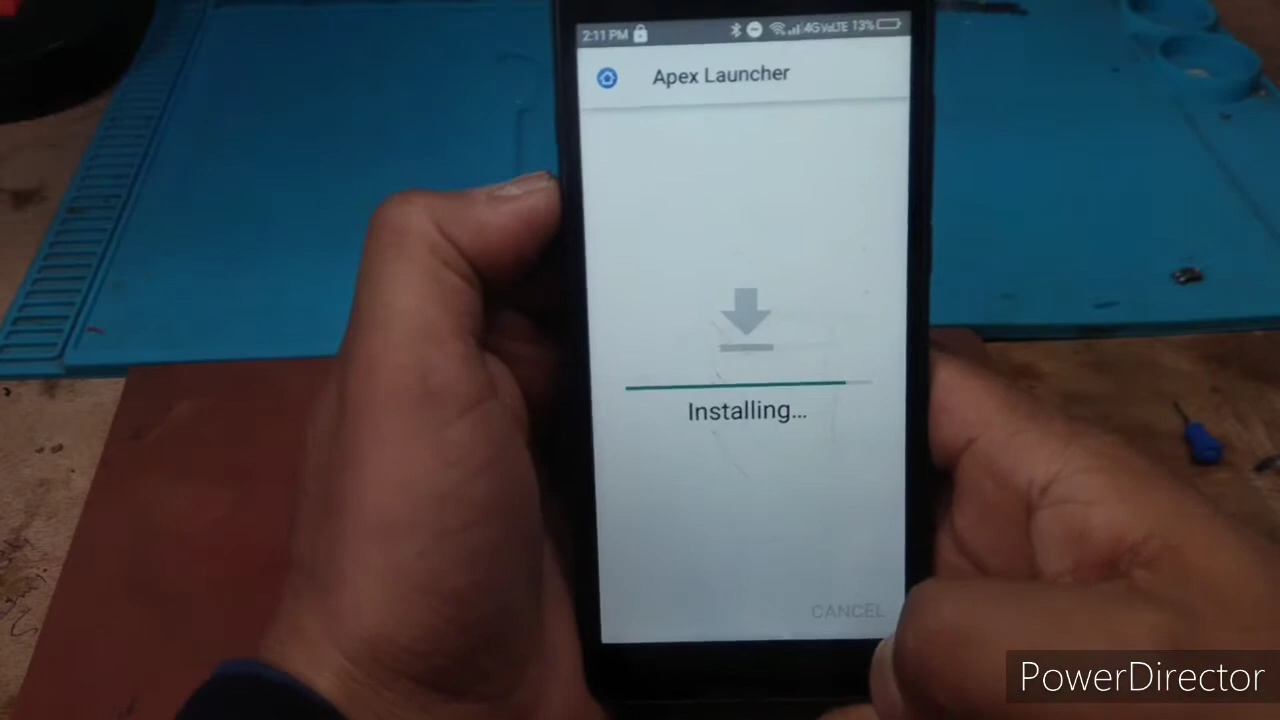 2:11 PM 4G VoLTE 13%
Apex Launcher
Installing...
CANCEL
PowerDirector